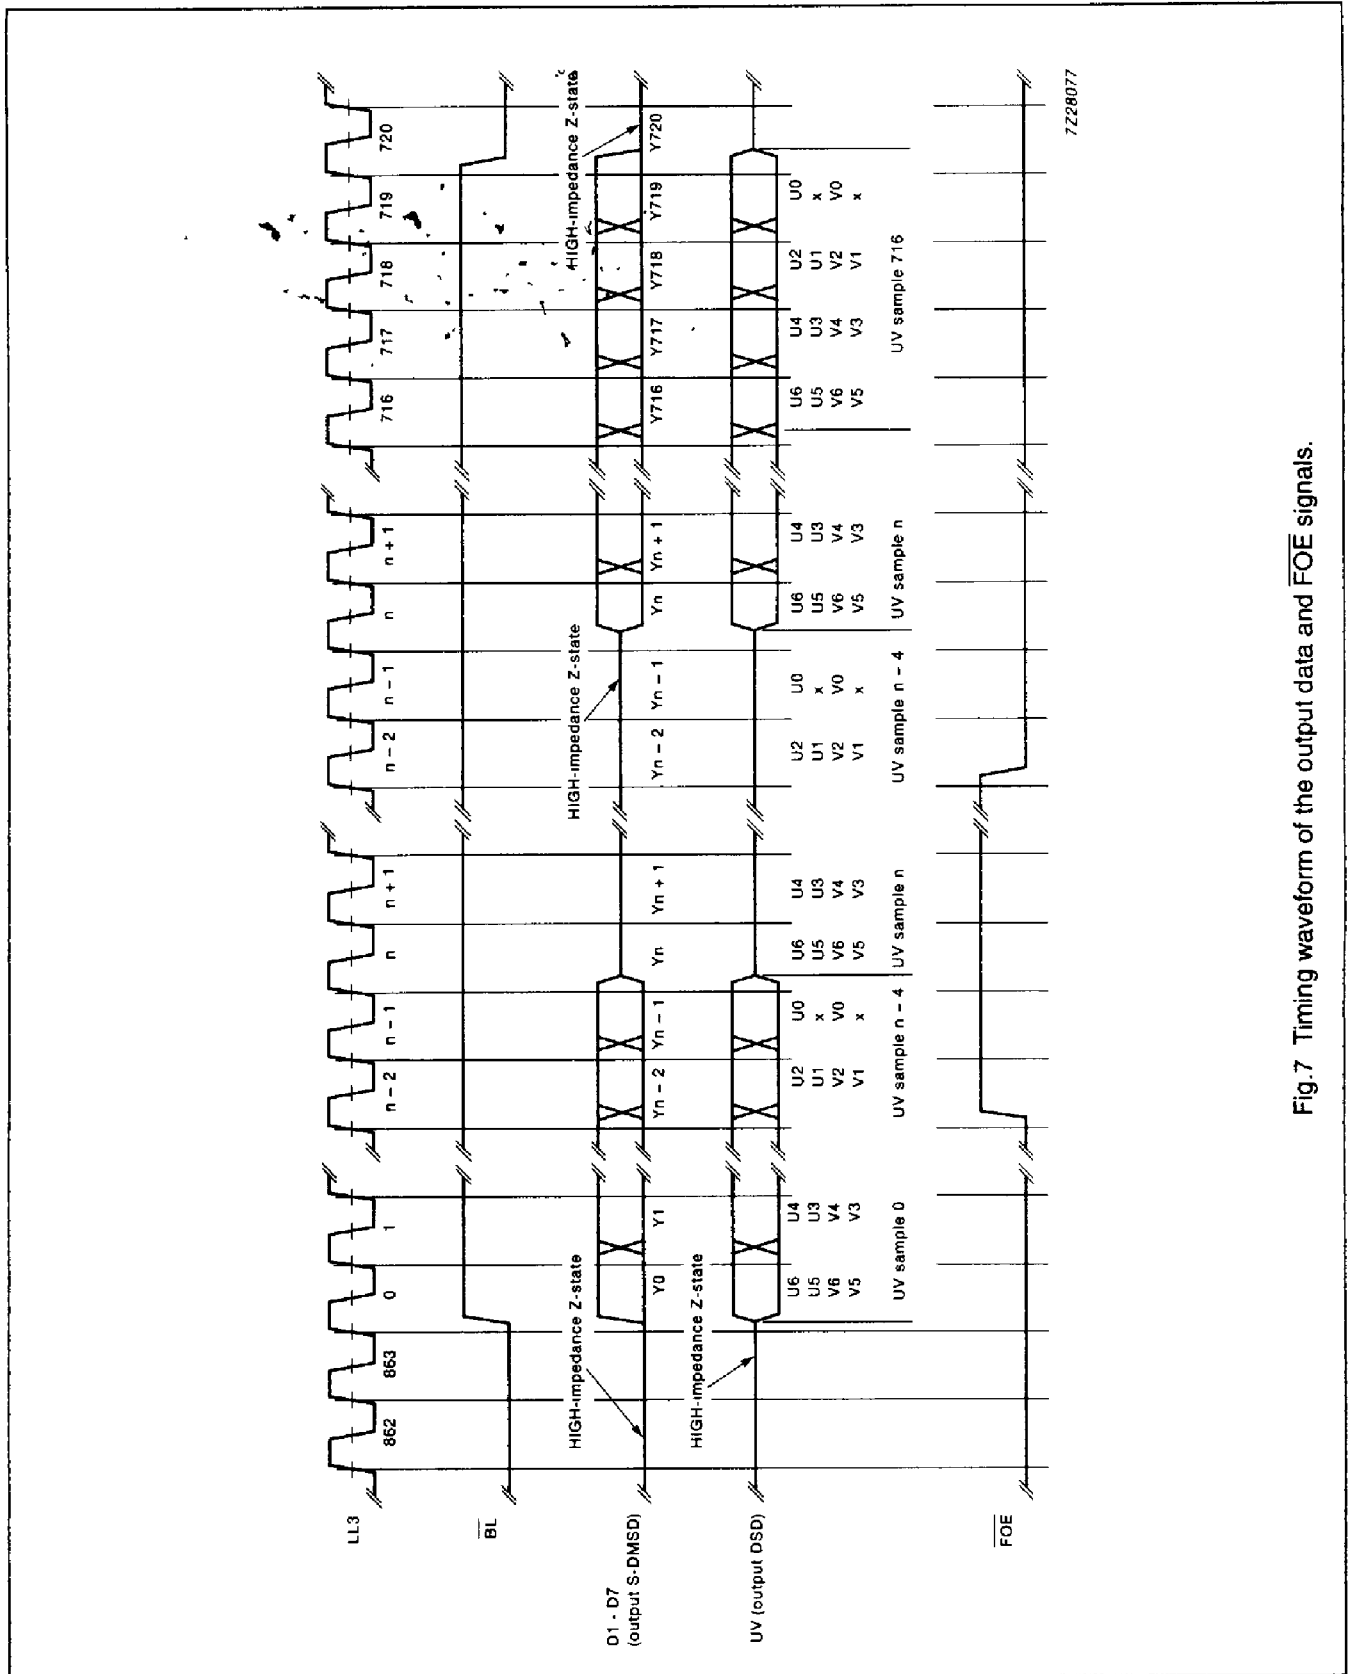 LL3
862
863
0
1
n – 2
n – 1
n
n + 1
n – 2
n – 1
n
n + 1
716
717
718
719
720
BL
HIGH-impedance Z-state
HIGH-impedance Z-state
HIGH-impedance Z-state
D1 - D7
(output S-DMSD)
Y0
Y1
Yn – 2
Yn – 1
Yn
Yn + 1
Yn – 2
Yn – 1
Yn
Yn + 1
Y716
Y717
Y718
Y719
Y720
HIGH-impedance Z-state
UV (output DSD)
U6 U4 U2 U0 U6 U4 U2 U0 U6 U4 U6 U4 U2 U0
U5 U3 U1 x U5 U3 U1 x U5 U3 U5 U3 U1 x
V6 V4 V2 V0 V6 V4 V2 V0 V6 V4 V6 V4 V2 V0
V5 V3 V1 x V5 V3 V1 x V5 V3 V5 V3 V1 x
UV sample 0
UV sample n – 4
UV sample n
UV sample n – 4
UV sample n
UV sample 716
FOE
7Z28077
Fig.7 Timing waveform of the output data and FOE signals.